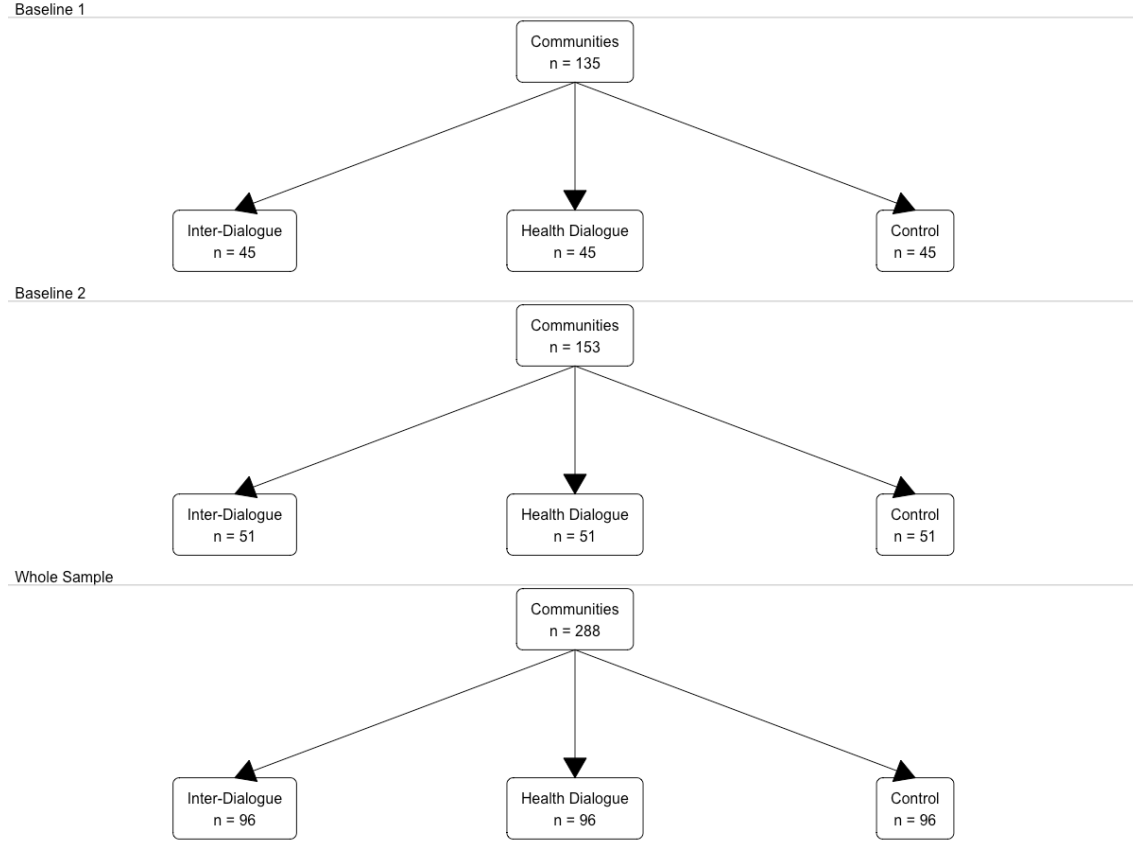 Baseline 1
Communities
n = 135
Inter-Dialogue
n = 45
Health Dialogue
n = 45
Control
n = 45
Baseline 2
Communities
n = 153
Inter-Dialogue
n = 51
Health Dialogue
n = 51
Control
n = 51
Whole Sample
Communities
n = 288
Inter-Dialogue
n = 96
Health Dialogue
n = 96
Control
n = 96